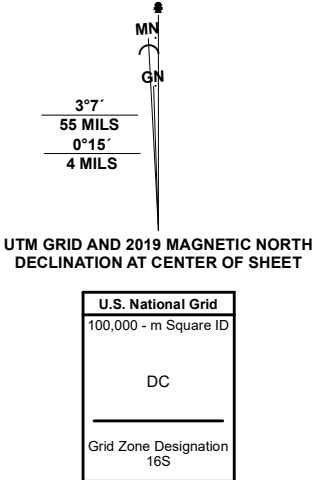 MN
GN
3°7´
55 MILS
0°15´
4 MILS
UTM GRID AND 2019 MAGNETIC NORTH
DECLINATION AT CENTER OF SHEET
U.S. National Grid
100,000 - m Square ID
DC
Grid Zone Designation
16S